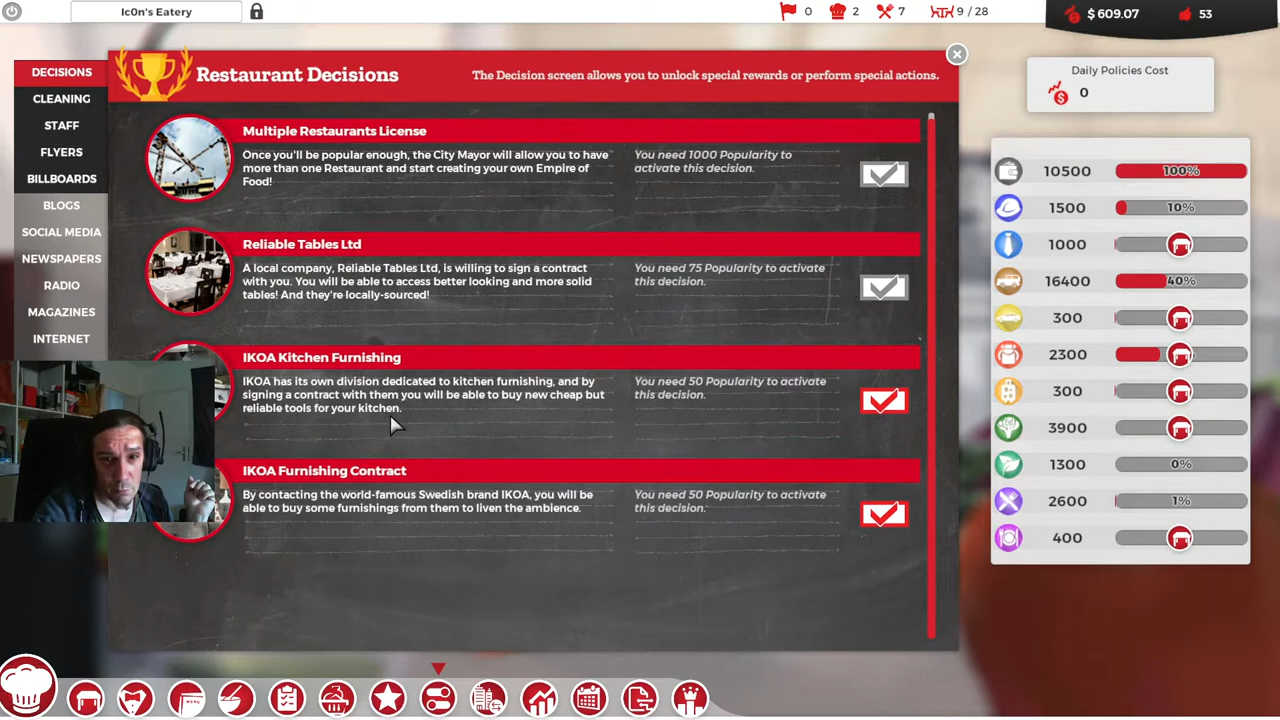 Ic0n's Eatery
0
2
7
9 / 28
$ 609.07
53
DECISIONS
CLEANING
STAFF
FLYERS
BILLBOARDS
BLOGS
SOCIAL MEDIA
NEWSPAPERS
RADIO
MAGAZINES
INTERNET
Restaurant Decisions
The Decision screen allows you to unlock special rewards or perform special actions.
Multiple Restaurants License
Once you'll be popular enough, the City Mayor will allow you to have
more than one Restaurant and start creating your own Empire of
Food!
You need 1000 Popularity to
activate this decision.
Reliable Tables Ltd
A local company, Reliable Tables Ltd, is willing to sign a contract
with you. You will be able to access better looking and more solid
tables! And they're locally-sourced!
You need 75 Popularity to activate
this decision.
IKOA Kitchen Furnishing
IKOA has its own division dedicated to kitchen furnishing, and by
signing a contract with them you will be able to buy new cheap but
reliable tools for your kitchen.
You need 50 Popularity to activate
this decision.
IKOA Furnishing Contract
By contacting the world-famous Swedish brand IKOA, you will be
able to buy some furnishings from them to liven the ambience.
You need 50 Popularity to activate
this decision.
Daily Policies Cost
0
10500 100%
1500 10%
1000
16400 40%
300
2300
300
3900
1300 0%
2600 1%
400